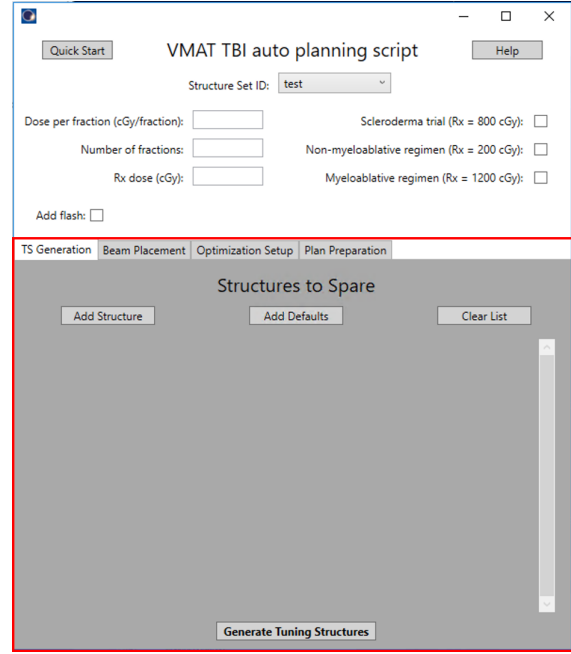 Quick Start VMAT TBI auto planning script Help
Structure Set ID: test
Dose per fraction (cGy/fraction): Scleroderma trial (Rx = 800 cGy):
Number of fractions: Non-myeloablative regimen (Rx = 200 cGy):
Rx dose (cGy): Myeloablative regimen (Rx = 1200 cGy):
Add flash:
TS Generation Beam Placement Optimization Setup Plan Preparation
Structures to Spare
Add Structure Add Defaults Clear List
Generate Tuning Structures